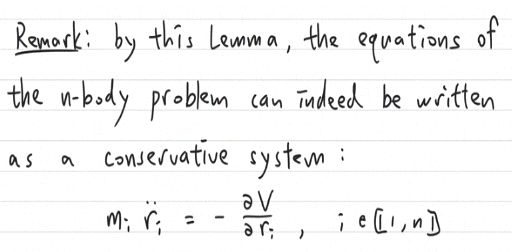 Remark: by this Lemma, the equations of
the n-body problem can indeed be written
as a conservative system:
mᵢ r̈ᵢ = - ∂V/∂rᵢ , i ∈ ⟦1, n⟧